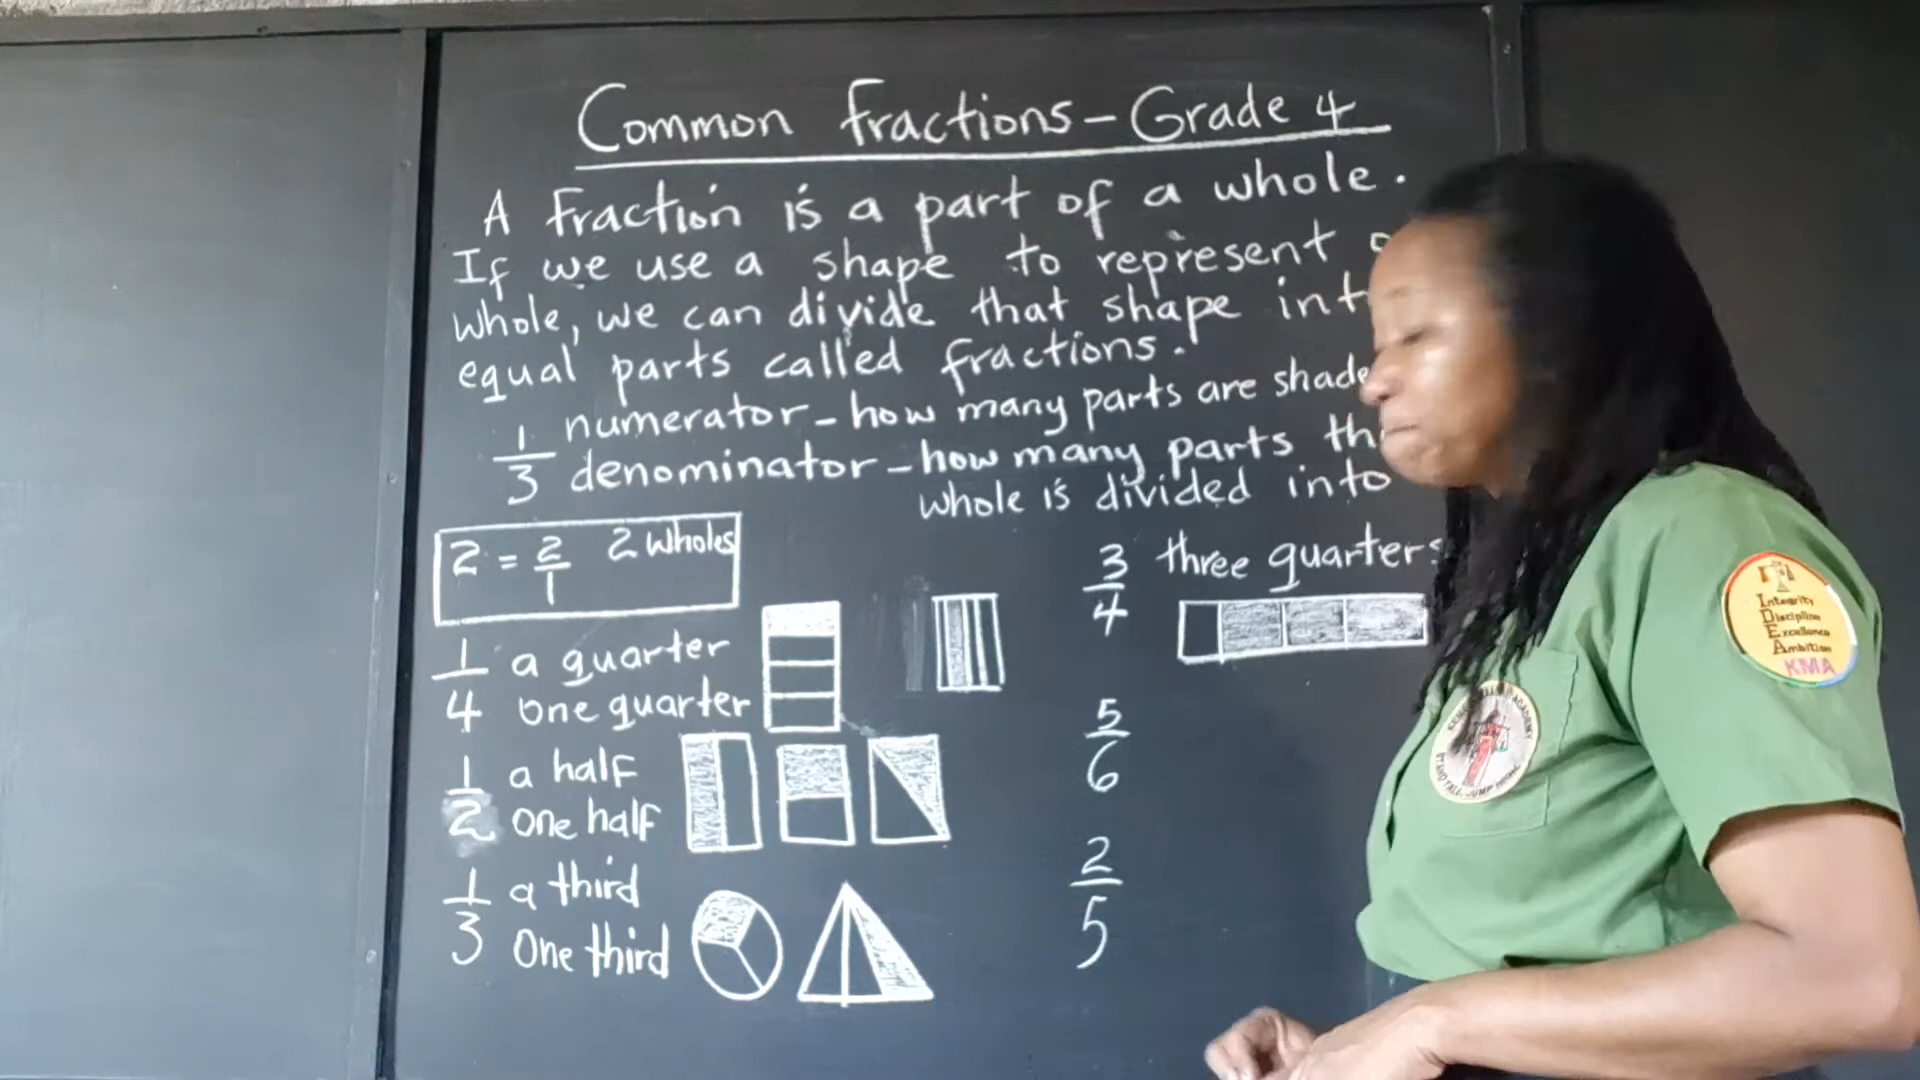 Common fractions - Grade 4
A fraction is a part of a whole.
If we use a shape to represent
whole, we can divide that shape
equal parts called fractions.
1/3 numerator - how many parts are
denominator - how many parts
whole is divided into
2 = 2/1 2 wholes
1/4 a quarter
one quarter
1/2 a half
one half
1/3 a third
One third
3/4 three quarters
5/6
2/5
Integrity
Discipline
Excellence
Ambition
KMA